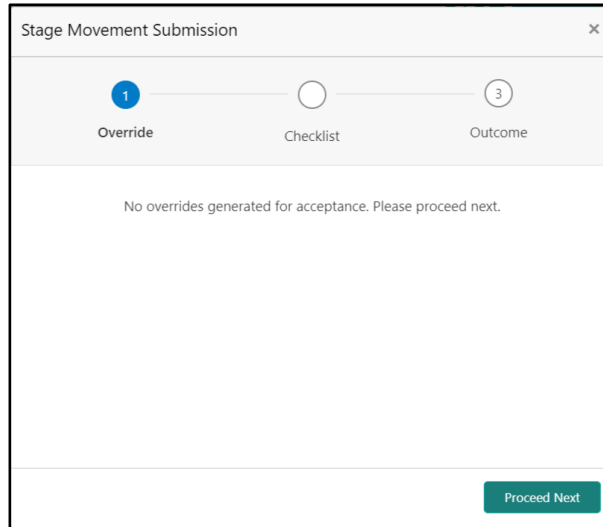 Stage Movement Submission ×
1 3
Override Checklist Outcome
No overrides generated for acceptance. Please proceed next.
Proceed Next